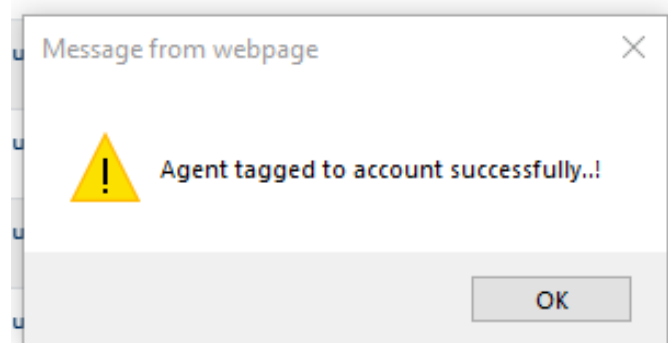 Message from webpage
Agent tagged to account successfully..!
OK
u
u
u
u